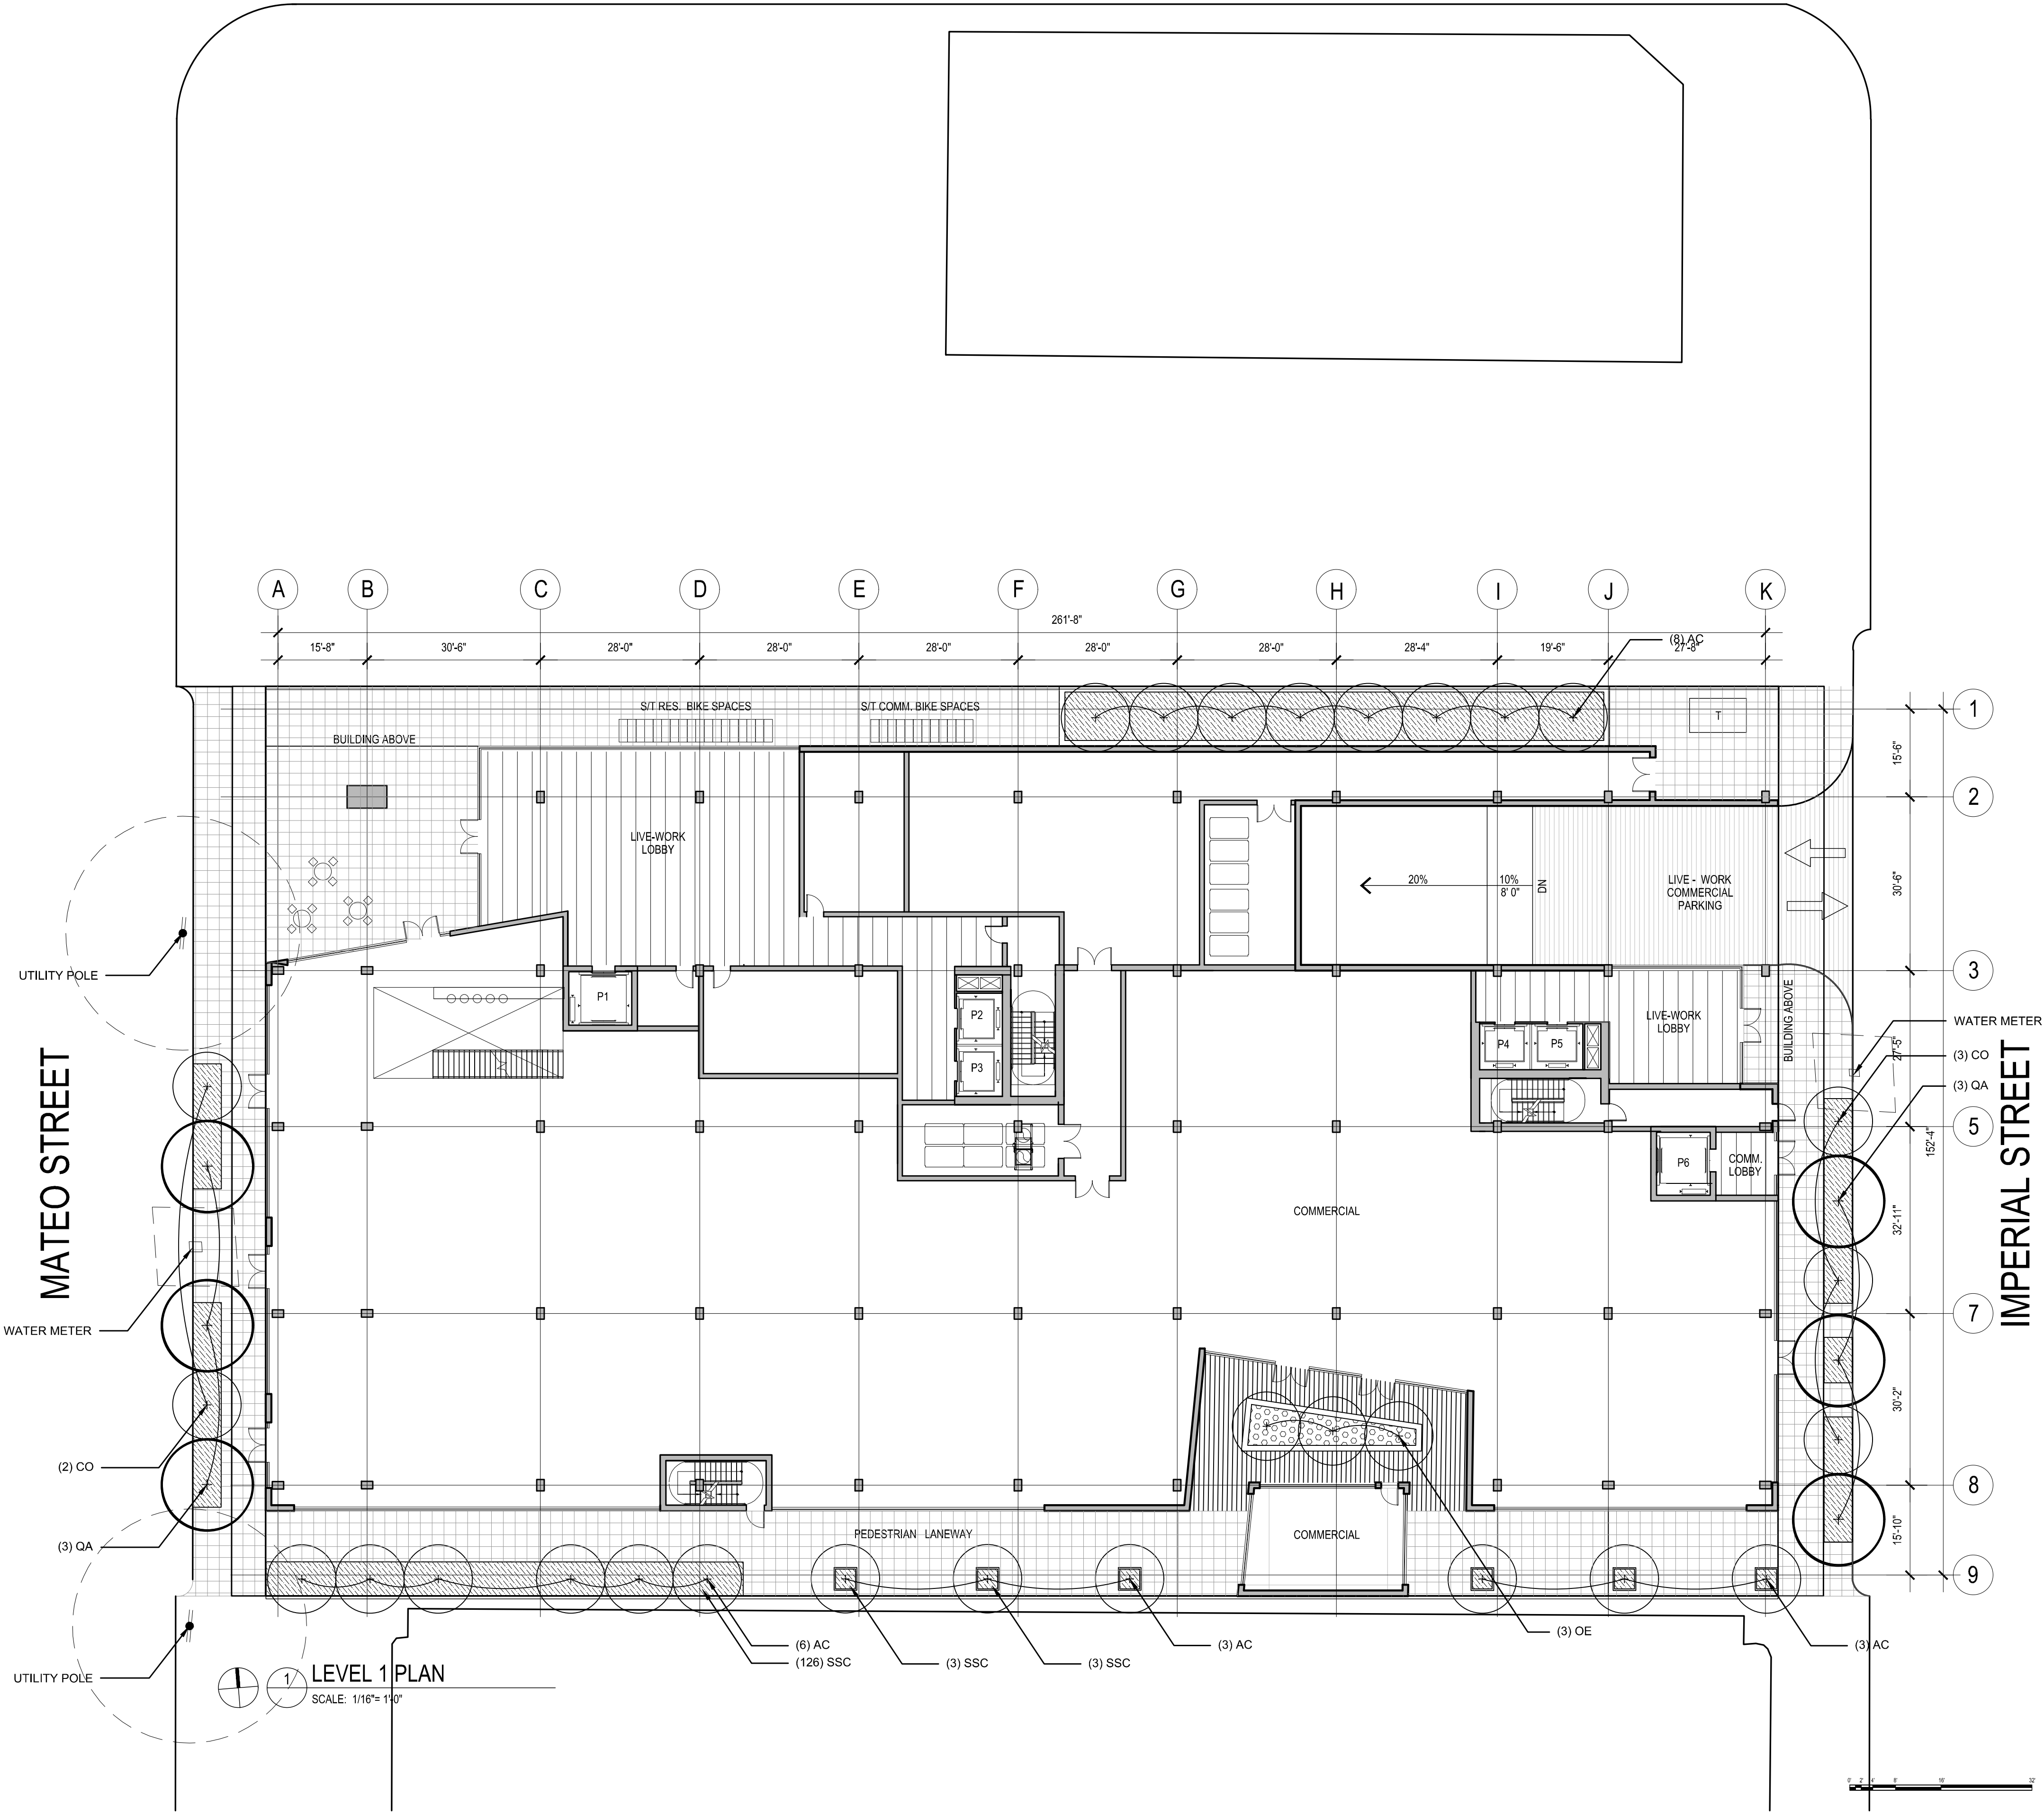 A
B
C
D
E
F
G
H
I
J
K
261'-8"
15'-8"
30'-6"
28'-0"
28'-0"
28'-0"
28'-0"
28'-0"
28'-4"
19'-6"
27'-8"
(8) AC
S/T RES. BIKE SPACES
S/T COMM. BIKE SPACES
BUILDING ABOVE
T
1
15'-6"
2
LIVE-WORK
LOBBY
20%
10%
8' 0"
DN
LIVE - WORK
COMMERCIAL
PARKING
30'-6"
UTILITY POLE
3
P1
P2
P3
P4
P5
LIVE-WORK
LOBBY
BUILDING ABOVE
WATER METER
27'-5"
(3) CO
(3) QA
MATEO STREET
IMPERIAL STREET
5
152'-4"
P6
COMM.
LOBBY
COMMERCIAL
32'-11"
WATER METER
7
30'-2"
(2) CO
8
(3) QA
PEDESTRIAN LANEWAY
COMMERCIAL
15'-10"
9
(6) AC
(126) SSC
(3) SSC
(3) SSC
(3) AC
(3) OE
(3) AC
UTILITY POLE
1
LEVEL 1 PLAN
SCALE: 1/16"= 1'-0"
0'
2'
4'
8'
16'
32'